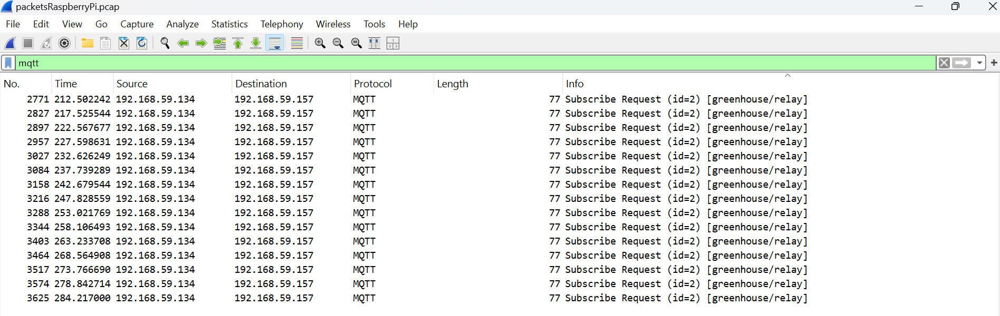 packetsRaspberryPi.pcap
File Edit View Go Capture Analyze Statistics Telephony Wireless Tools Help
mqtt
No. Time Source Destination Protocol Length Info
2771 212.502242 192.168.59.134 192.168.59.157 MQTT 77 Subscribe Request (id=2) [greenhouse/relay]
2827 217.525544 192.168.59.134 192.168.59.157 MQTT 77 Subscribe Request (id=2) [greenhouse/relay]
2897 222.567677 192.168.59.134 192.168.59.157 MQTT 77 Subscribe Request (id=2) [greenhouse/relay]
2957 227.598631 192.168.59.134 192.168.59.157 MQTT 77 Subscribe Request (id=2) [greenhouse/relay]
3027 232.626249 192.168.59.134 192.168.59.157 MQTT 77 Subscribe Request (id=2) [greenhouse/relay]
3084 237.739289 192.168.59.134 192.168.59.157 MQTT 77 Subscribe Request (id=2) [greenhouse/relay]
3158 242.679544 192.168.59.134 192.168.59.157 MQTT 77 Subscribe Request (id=2) [greenhouse/relay]
3216 247.828559 192.168.59.134 192.168.59.157 MQTT 77 Subscribe Request (id=2) [greenhouse/relay]
3288 253.021769 192.168.59.134 192.168.59.157 MQTT 77 Subscribe Request (id=2) [greenhouse/relay]
3344 258.106493 192.168.59.134 192.168.59.157 MQTT 77 Subscribe Request (id=2) [greenhouse/relay]
3403 263.233708 192.168.59.134 192.168.59.157 MQTT 77 Subscribe Request (id=2) [greenhouse/relay]
3464 268.564908 192.168.59.134 192.168.59.157 MQTT 77 Subscribe Request (id=2) [greenhouse/relay]
3517 273.766690 192.168.59.134 192.168.59.157 MQTT 77 Subscribe Request (id=2) [greenhouse/relay]
3574 278.842714 192.168.59.134 192.168.59.157 MQTT 77 Subscribe Request (id=2) [greenhouse/relay]
3625 284.217000 192.168.59.134 192.168.59.157 MQTT 77 Subscribe Request (id=2) [greenhouse/relay]